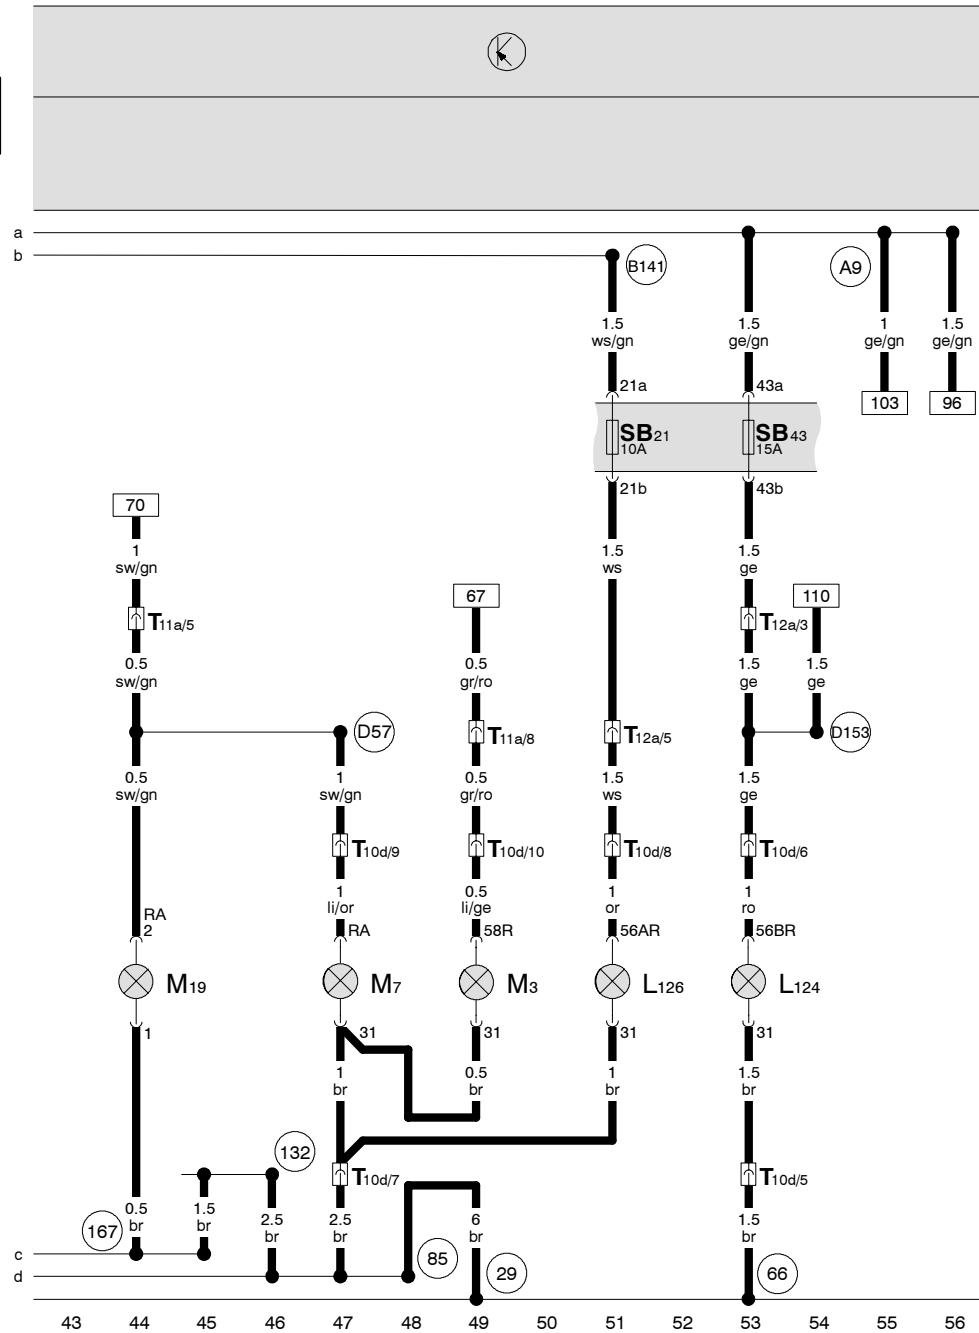 a
b
B141
A9
1.5
ws/gn
1.5
ge/gn
1
ge/gn
1.5
ge/gn
21a
43a
103
96
SB21
10A
SB43
15A
21b
43b
70
1
sw/gn
1.5
ws
1.5
ge
67
110
T11a/5
T12a/3
0.5
sw/gn
0.5
gr/ro
1.5
ge
1.5
ge
D57
T11a/8
T12a/5
D153
0.5
sw/gn
1
sw/gn
0.5
gr/ro
1.5
ws
1.5
ge
T10d/9
T10d/10
T10d/8
T10d/6
1
li/or
0.5
li/ge
1
or
1
ro
RA
2
RA
58R
56AR
56BR
M19
M7
M3
L126
L124
1
31
31
31
31
1
br
0.5
br
1
br
1.5
br
132
T10d/7
T10d/5
0.5
br
1.5
br
2.5
br
2.5
br
6
br
1.5
br
167
85
29
66
c
d
43 44 45 46 47 48 49 50 51 52 53 54 55 56